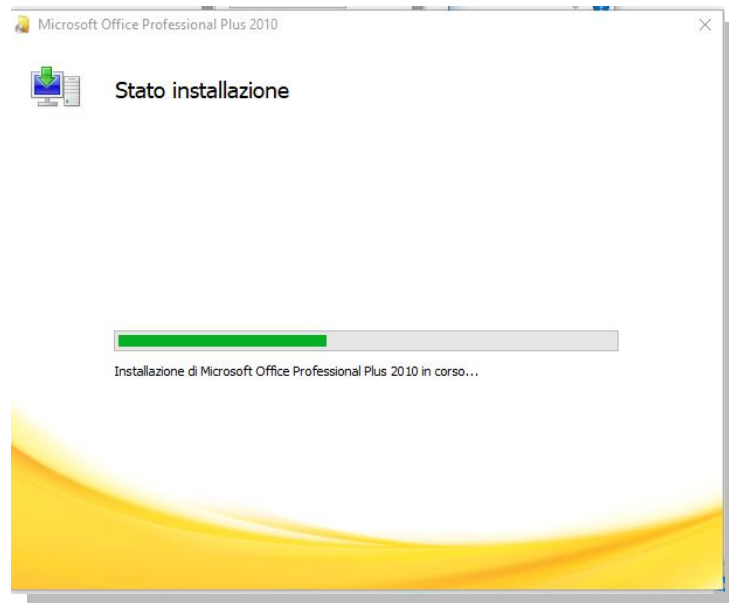 Microsoft Office Professional Plus 2010
Stato installazione
Installazione di Microsoft Office Professional Plus 2010 in corso...